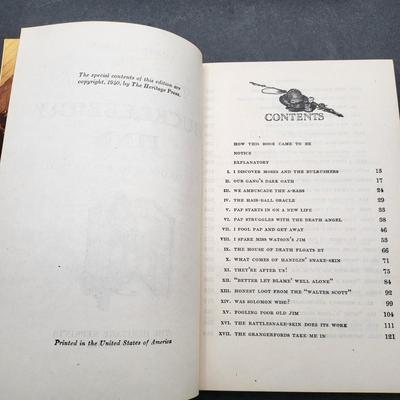 The special contents of this edition are
copyright, 1940, by The Heritage Press.
Printed in the United States of America
CONTENTS
HOW THIS BOOK CAME TO BE
NOTICE
EXPLANATORY
I. I DISCOVER MOSES AND THE BULRUSHERS 13
II. OUR GANG'S DARK OATH 17
III. WE AMBUSCADE THE A-RABS 24
IV. THE HAIR-BALL ORACLE 29
V. PAP STARTS IN ON A NEW LIFE 33
VI. PAP STRUGGLES WITH THE DEATH ANGEL 38
VII. I FOOL PAP AND GET AWAY 46
VIII. I SPARE MISS WATSON'S JIM 53
IX. THE HOUSE OF DEATH FLOATS BY 66
X. WHAT COMES OF HANDLIN' SNAKE-SKIN 71
XI. THEY'RE AFTER US! 75
XII. "BETTER LET BLAME' WELL ALONE" 84
XIII. HONEST LOOT FROM THE "WALTER SCOTT" 92
XIV. WAS SOLOMON WISE? 99
XV. FOOLING POOR OLD JIM 104
XVI. THE RATTLESNAKE-SKIN DOES ITS WORK 111
XVII. THE GRANGERFORDS TAKE ME IN 121